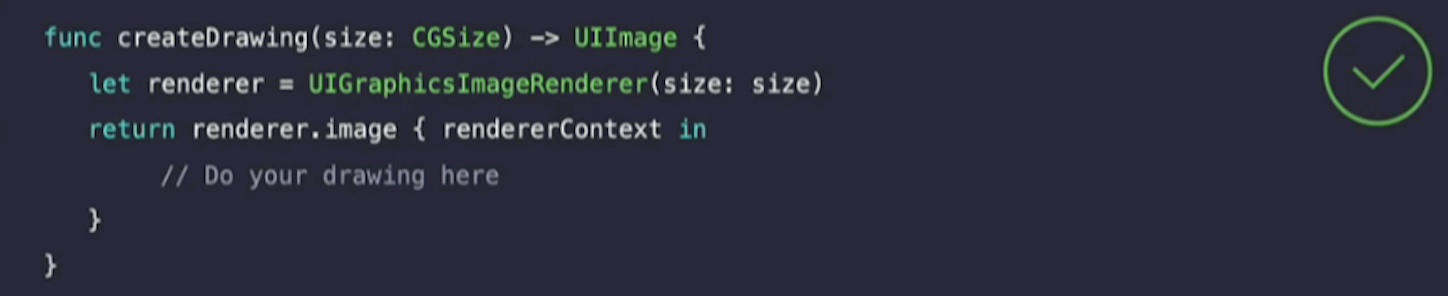 func createDrawing(size: CGSize) -> UIImage {
let renderer = UIGraphicsImageRenderer(size: size)
return renderer.image { rendererContext in
// Do your drawing here
}
}